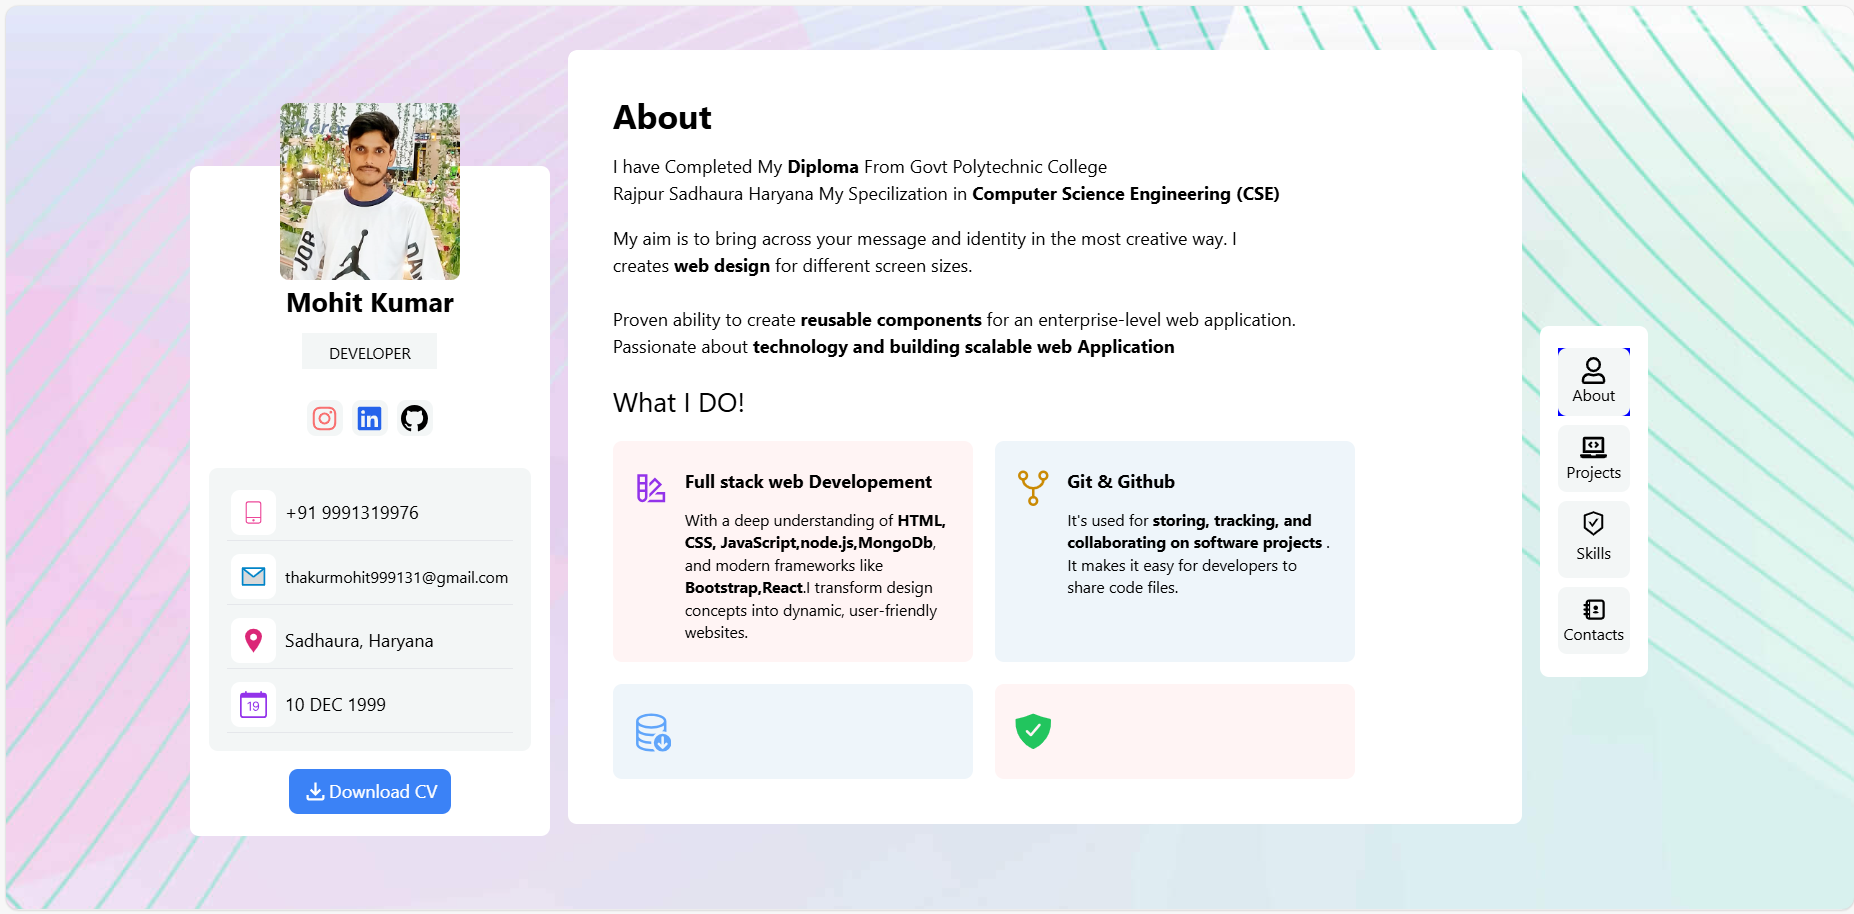 Mohit Kumar
DEVELOPER
+91 9991319976
thakurmohit999131@gmail.com
Sadhaura, Haryana
19
10 DEC 1999
Download CV
About
I have Completed My Diploma From Govt Polytechnic College
Rajpur Sadhaura Haryana My Specilization in Computer Science Engineering (CSE)
My aim is to bring across your message and identity in the most creative way. I
creates web design for different screen sizes.
Proven ability to create reusable components for an enterprise-level web application.
Passionate about technology and building scalable web Application
What I DO!
Full stack web Developement
With a deep understanding of HTML,
CSS, JavaScript,node.js,MongoDb,
and modern frameworks like
Bootstrap,React.I transform design
concepts into dynamic, user-friendly
websites.
Git & Github
It's used for storing, tracking, and
collaborating on software projects .
It makes it easy for developers to
share code files.
About
Projects
Skills
Contacts